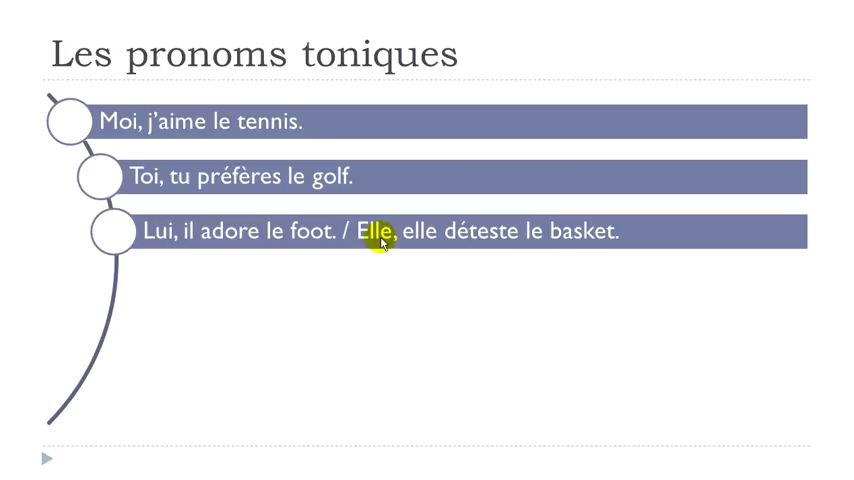 Les pronoms toniques
Moi, j'aime le tennis.
Toi, tu préfères le golf.
Lui, il adore le foot. / Elle, elle déteste le basket.